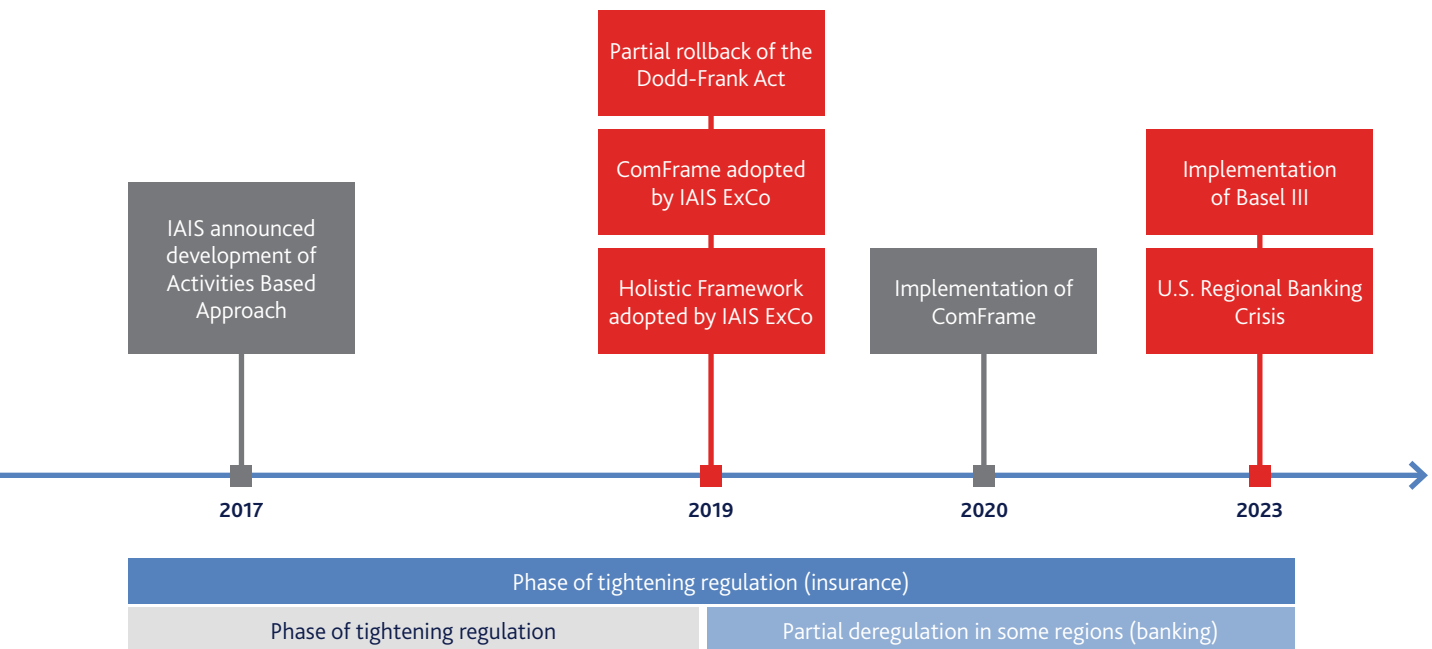 Partial rollback of the
Dodd-Frank Act
ComFrame adopted
by IAIS ExCo
Implementation
of Basel III
IAIS announced
development of
Activities Based
Approach
Holistic Framework
adopted by IAIS ExCo
Implementation of
ComFrame
U.S. Regional Banking
Crisis
2017
2019
2020
2023
Phase of tightening regulation (insurance)
Phase of tightening regulation
Partial deregulation in some regions (banking)